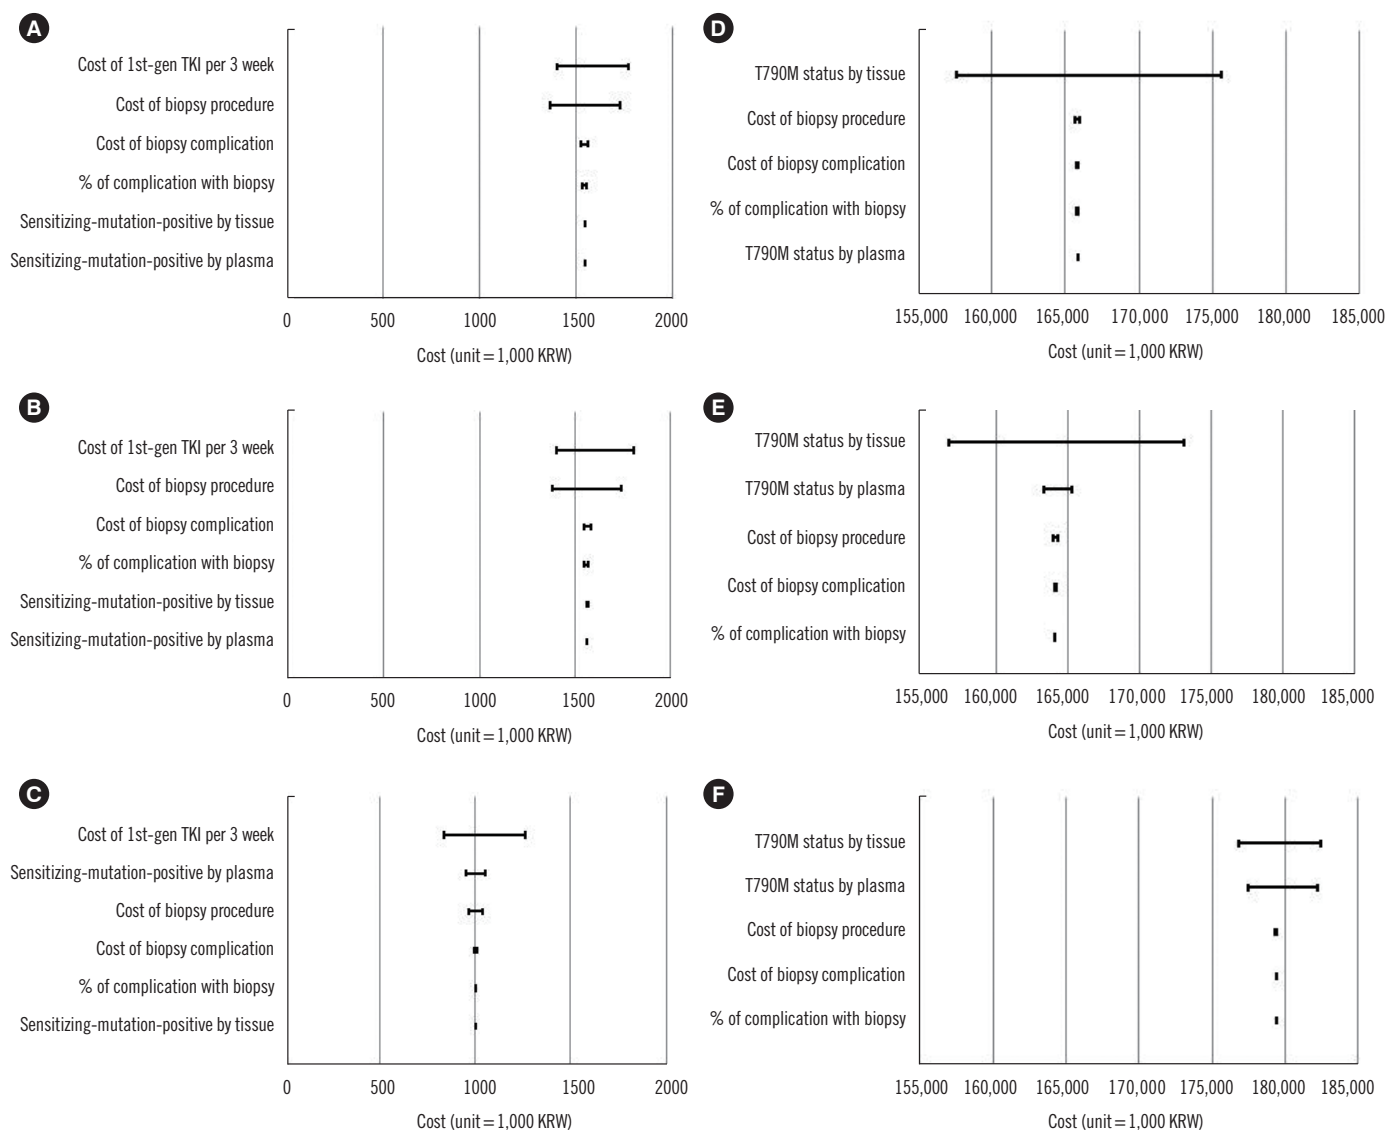 A
Cost of 1st-gen TKI per 3 week
Cost of biopsy procedure
Cost of biopsy complication
% of complication with biopsy
Sensitizing-mutation-positive by tissue
Sensitizing-mutation-positive by plasma
0 500 1000 1500 2000
Cost (unit = 1,000 KRW)
B
Cost of 1st-gen TKI per 3 week
Cost of biopsy procedure
Cost of biopsy complication
% of complication with biopsy
Sensitizing-mutation-positive by tissue
Sensitizing-mutation-positive by plasma
0 500 1000 1500 2000
Cost (unit = 1,000 KRW)
C
Cost of 1st-gen TKI per 3 week
Sensitizing-mutation-positive by plasma
Cost of biopsy procedure
Cost of biopsy complication
% of complication with biopsy
Sensitizing-mutation-positive by tissue
0 500 1000 1500 2000
Cost (unit = 1,000 KRW)
D
T790M status by tissue
Cost of biopsy procedure
Cost of biopsy complication
% of complication with biopsy
T790M status by plasma
155,000 160,000 165,000 170,000 175,000 180,000 185,000
Cost (unit = 1,000 KRW)
E
T790M status by tissue
T790M status by plasma
Cost of biopsy procedure
Cost of biopsy complication
% of complication with biopsy
155,000 160,000 165,000 170,000 175,000 180,000 185,000
Cost (unit = 1,000 KRW)
F
T790M status by tissue
T790M status by plasma
Cost of biopsy procedure
Cost of biopsy complication
% of complication with biopsy
155,000 160,000 165,000 170,000 175,000 180,000 185,000
Cost (unit = 1,000 KRW)